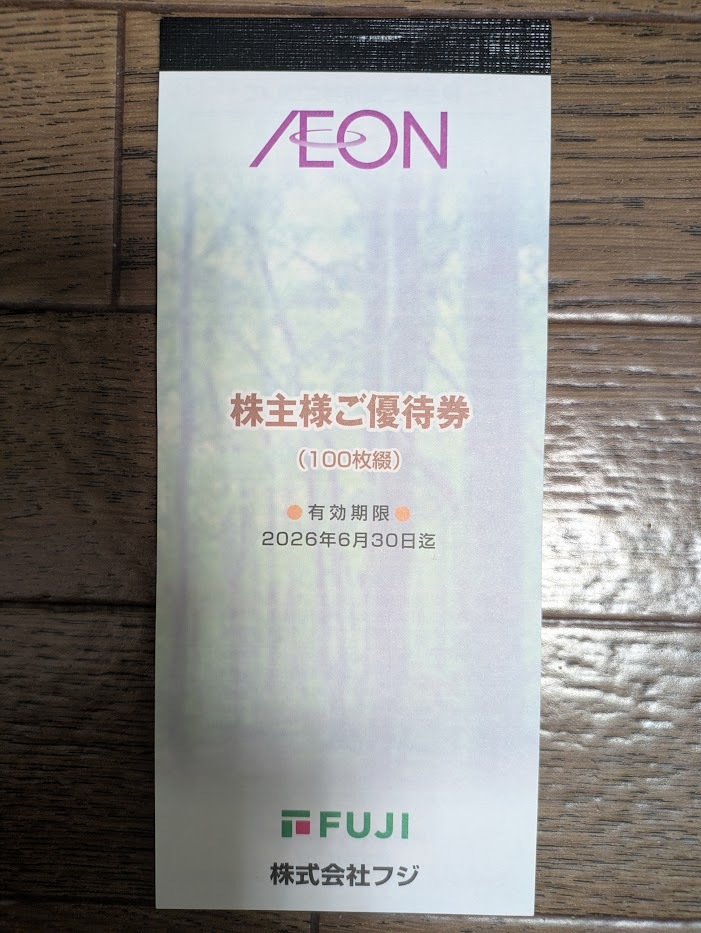 ÆON
株主様ご優待券
（100枚綴）
●有効期限●
2026年6月30日迄
FUJI
株式会社フジ